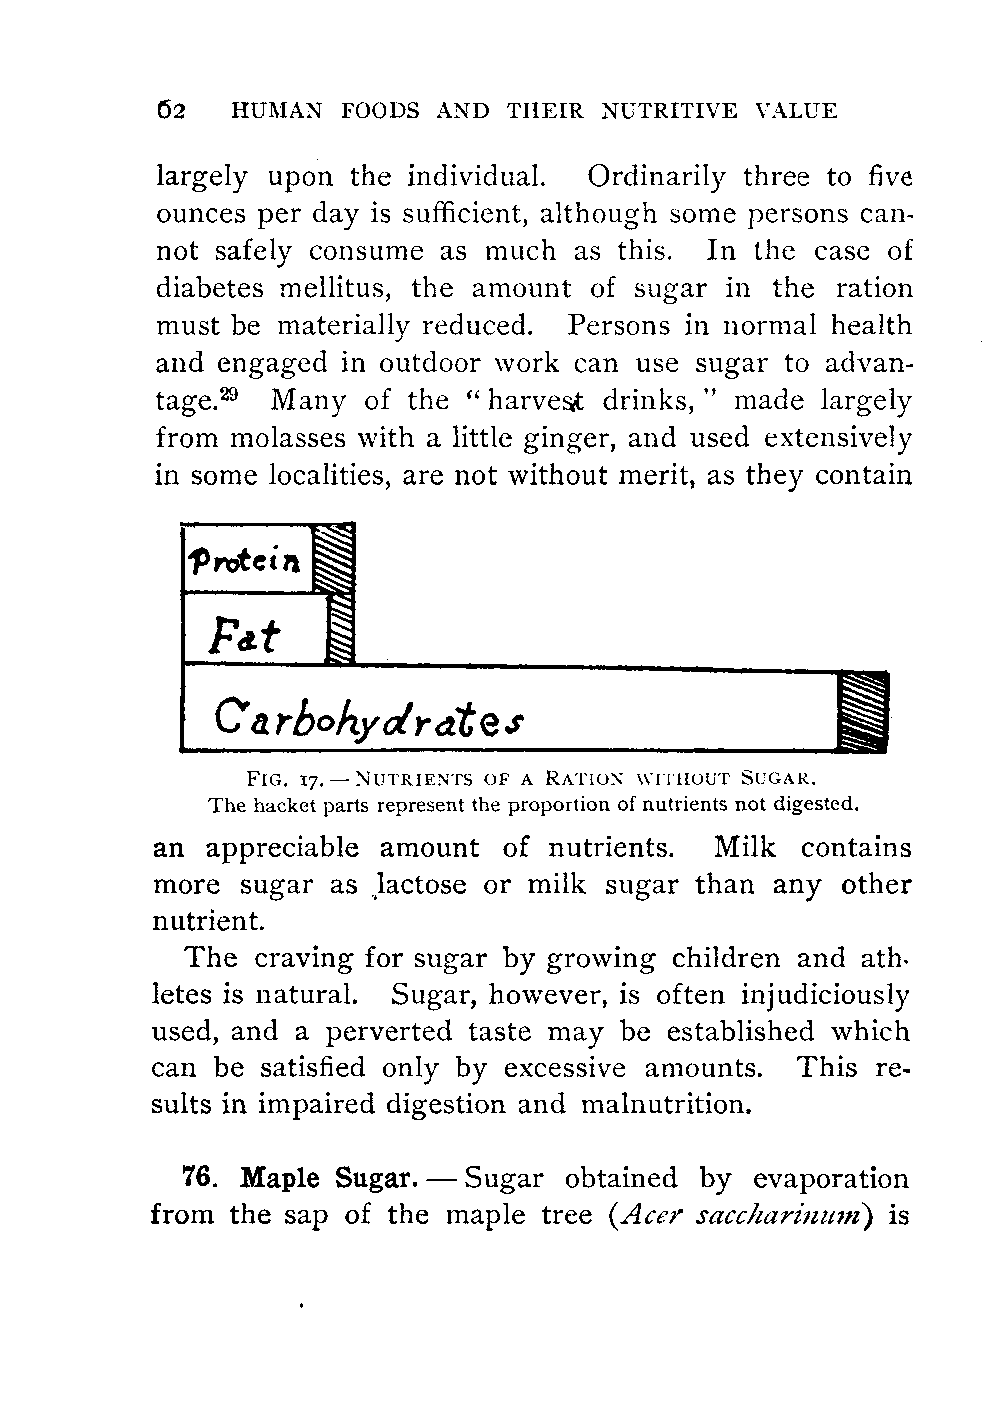 62 HUMAN FOODS AND THEIR NUTRITIVE VALUE
largely upon the individual. Ordinarily three to five
ounces per day is sufficient, although some persons can-
not safely consume as much as this. In the case of
diabetes mellitus, the amount of sugar in the ration
must be materially reduced. Persons in normal health
and engaged in outdoor work can use sugar to advan-
tage.29 Many of the "harvest drinks," made largely
from molasses with a little ginger, and used extensively
in some localities, are not without merit, as they contain
Protein
Fat
Carbohydrates
FIG. 17. — NUTRIENTS OF A RATION WITHOUT SUGAR.
The hacket parts represent the proportion of nutrients not digested.
an appreciable amount of nutrients. Milk contains
more sugar as lactose or milk sugar than any other
nutrient.
The craving for sugar by growing children and ath-
letes is natural. Sugar, however, is often injudiciously
used, and a perverted taste may be established which
can be satisfied only by excessive amounts. This re-
sults in impaired digestion and malnutrition.
76. Maple Sugar. — Sugar obtained by evaporation
from the sap of the maple tree (Acer saccharinum) is